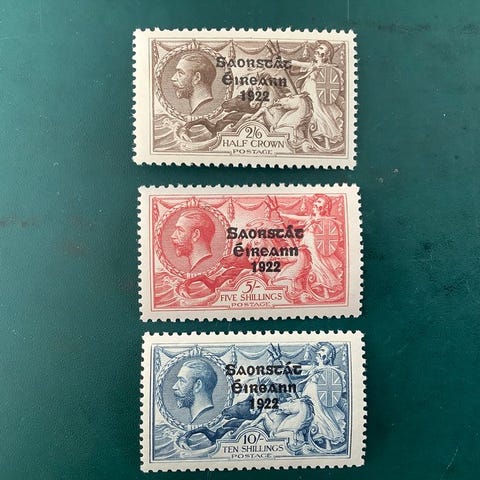 Saorstát
Éireann
1922
2/6
HALF CROWN
POSTAGE
Saorstát
Éireann
1922
5/-
FIVE SHILLINGS
POSTAGE
Saorstát
Éireann
1922
10/-
TEN SHILLINGS
POSTAGE